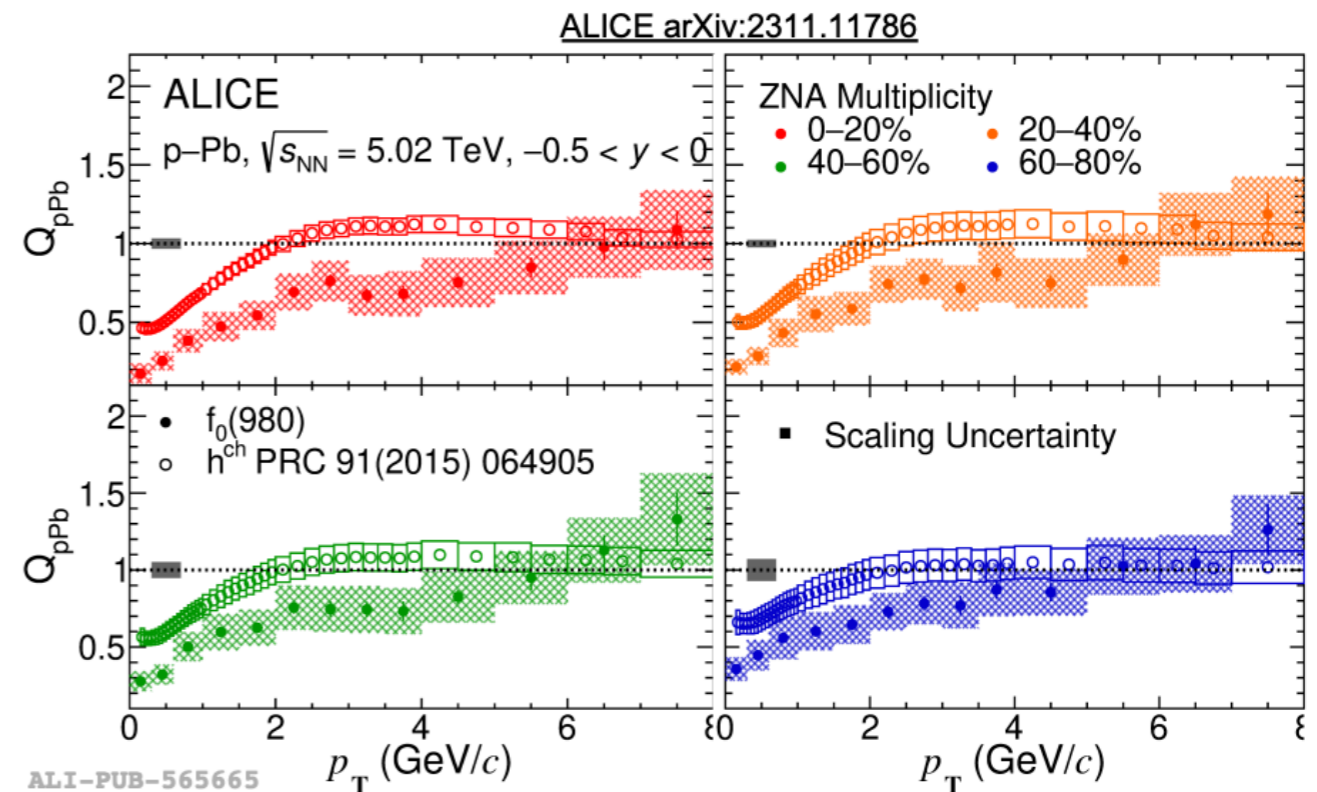 ALICE arXiv:2311.11786
ALICE
p–Pb, √sNN = 5.02 TeV, −0.5 < y < 0
ZNA Multiplicity
0–20% 20–40%
40–60% 60–80%
QpPb
2
1.5
1
0.5
f0(980)
hch PRC 91(2015) 064905
Scaling Uncertainty
QpPb
2
1.5
1
0.5
0 2 4 6 0 2 4 6
pT (GeV/c) pT (GeV/c)
ALI-PUB-565665